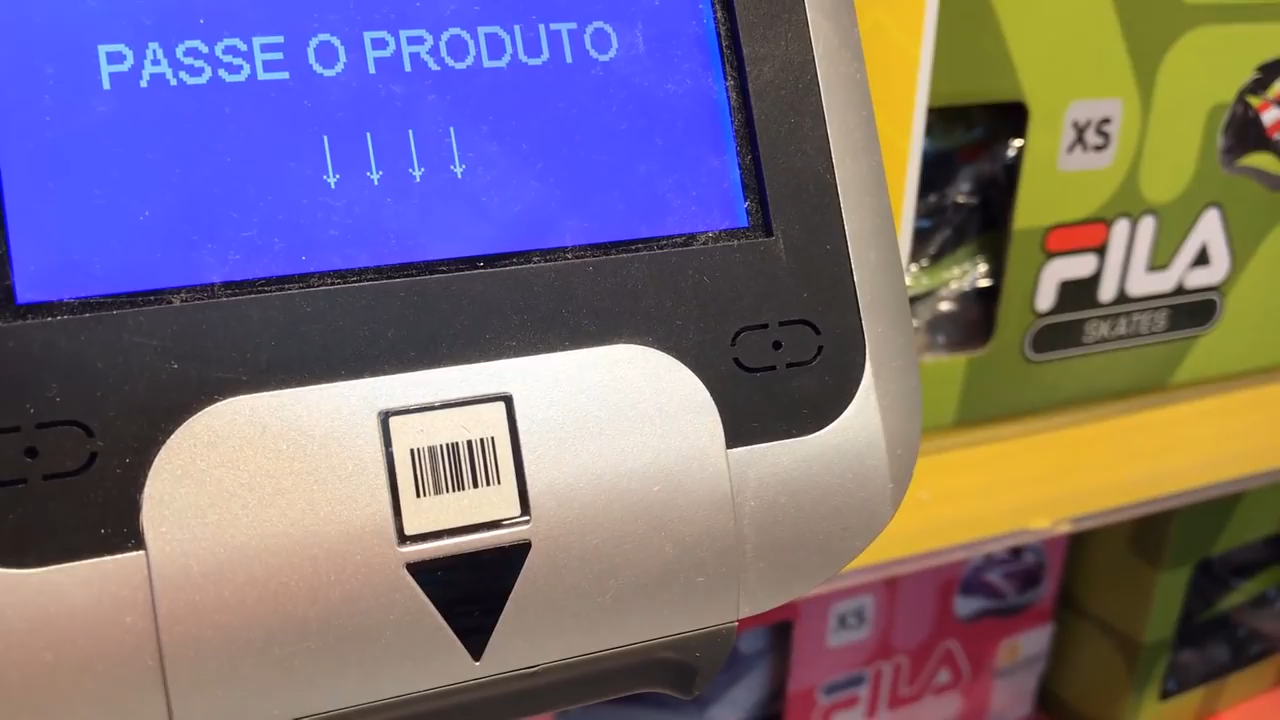 PASSE O PRODUTO
↓↓↓↓
XS
FILA
SKATES
XS
FILA